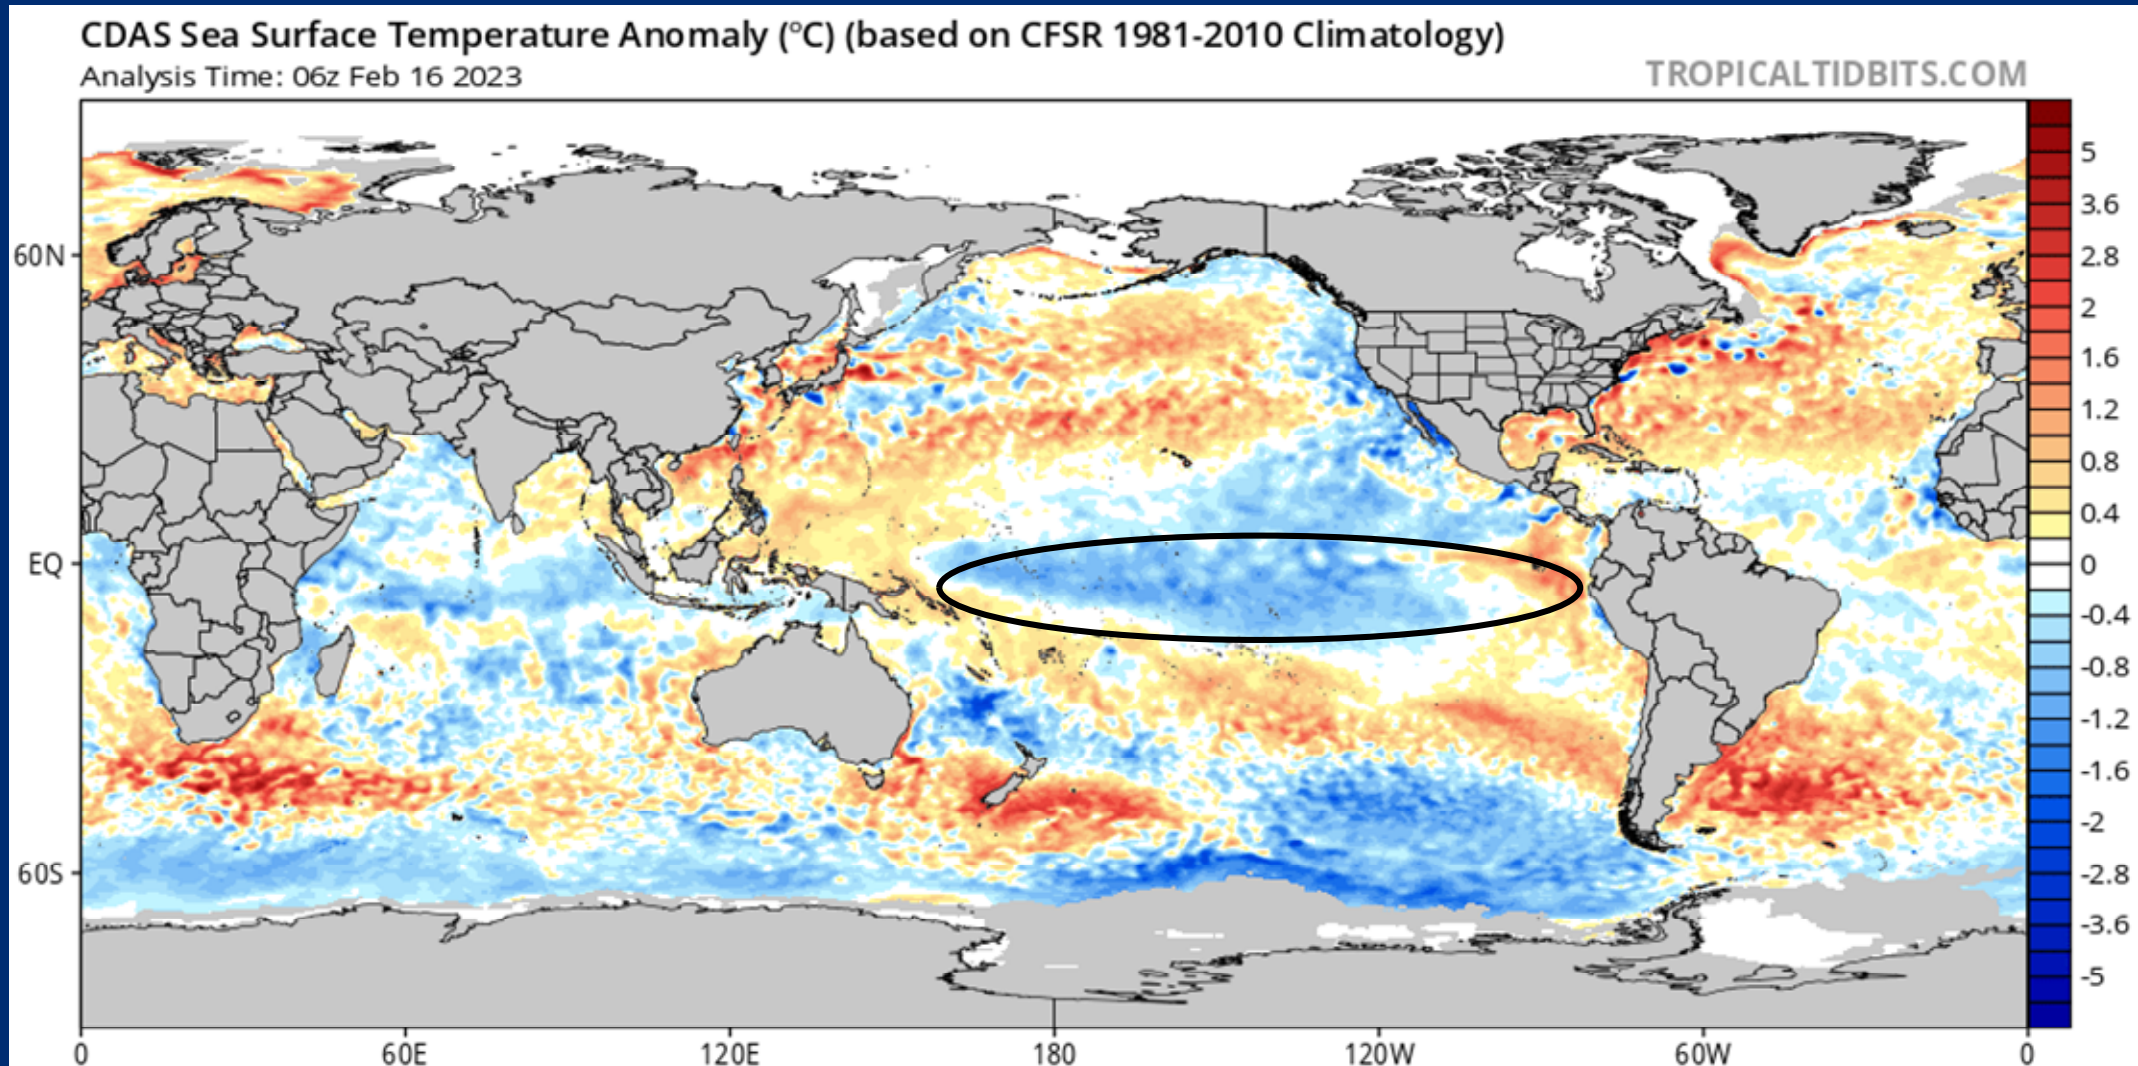 CDAS Sea Surface Temperature Anomaly (°C) (based on CFSR 1981-2010 Climatology)
Analysis Time: 06z Feb 16 2023
TROPICALTIDBITS.COM
60N
EQ
60S
0
60E
120E
180
120W
60W
0
5
3.6
2.8
2
1.6
1.2
0.8
0.4
0
-0.4
-0.8
-1.2
-1.6
-2
-2.8
-3.6
-5